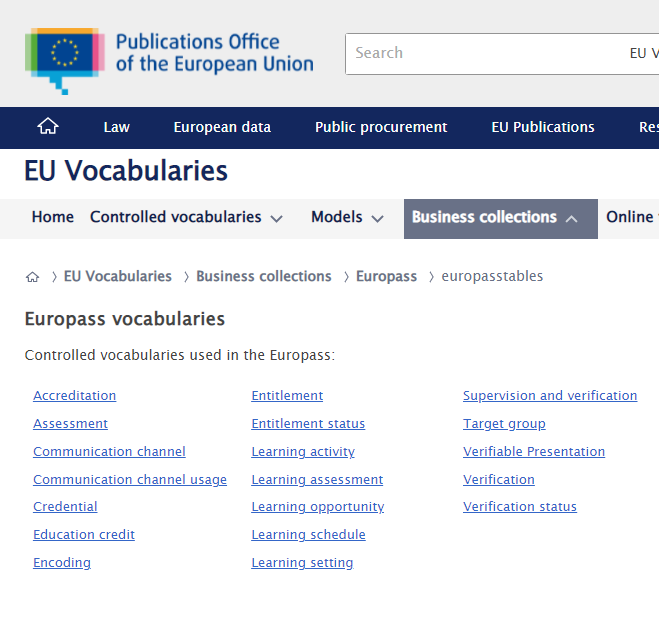 Publications Office
of the European Union
Search
EU V
Law European data Public procurement EU Publications Res
EU Vocabularies
Home Controlled vocabularies Models Business collections Online
EU Vocabularies Business collections Europass europasstables
Europass vocabularies
Controlled vocabularies used in the Europass:
Accreditation
Assessment
Communication channel
Communication channel usage
Credential
Education credit
Encoding
Entitlement
Entitlement status
Learning activity
Learning assessment
Learning opportunity
Learning schedule
Learning setting
Supervision and verification
Target group
Verifiable Presentation
Verification
Verification status